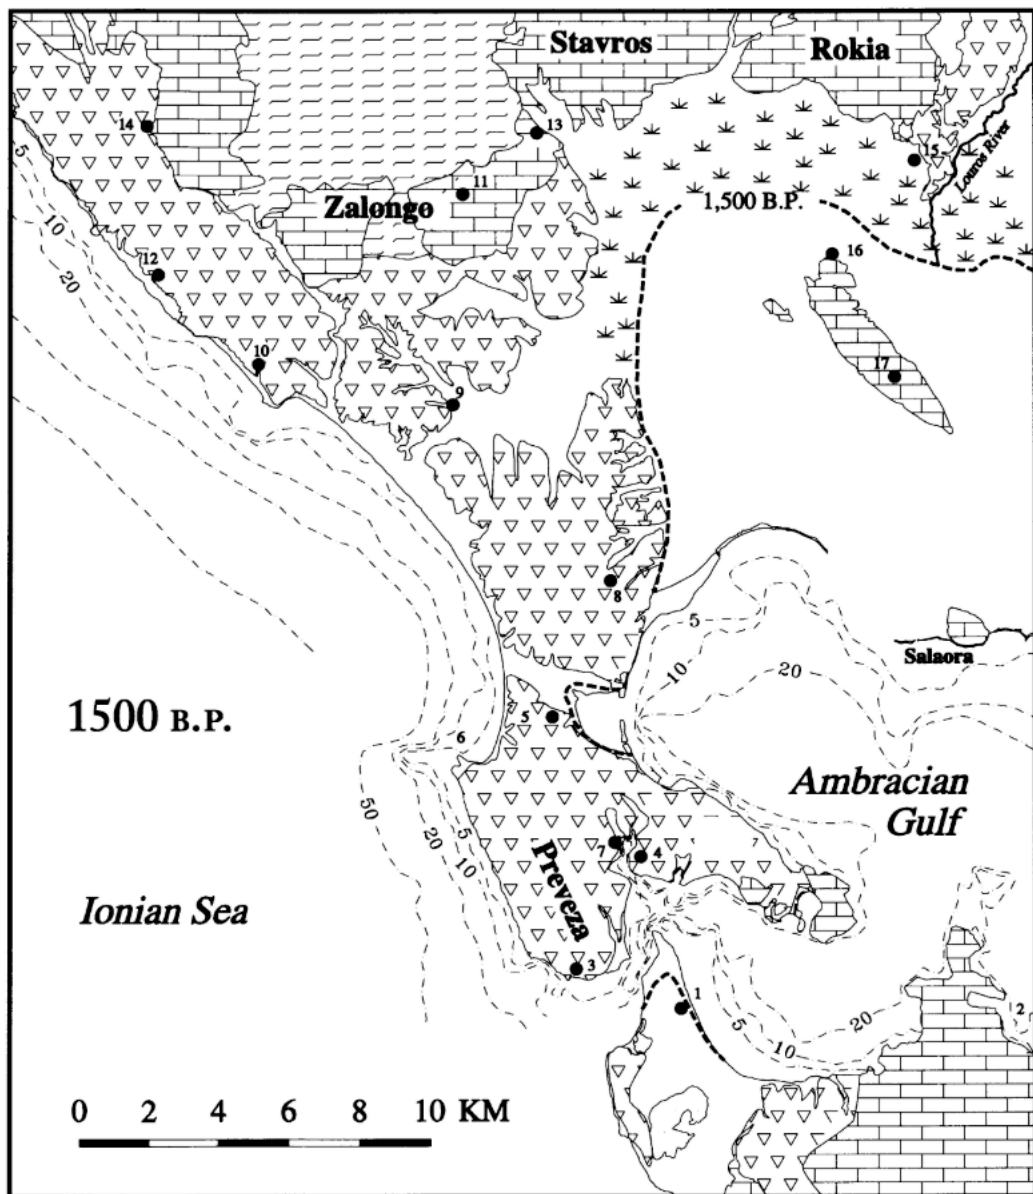 Stavros
Rokia
14
13
15
Louros River
5
11
Zalongo
1,500 B.P.
10
20
12
16
10
17
9
8
5
Salaora
10
20
5
1500 B.P.
6
Ambracian
Gulf
50
5
20
10
7
4
Preveza
Ionian Sea
3
1
2
20
5
10
0 2 4 6 8 10 KM